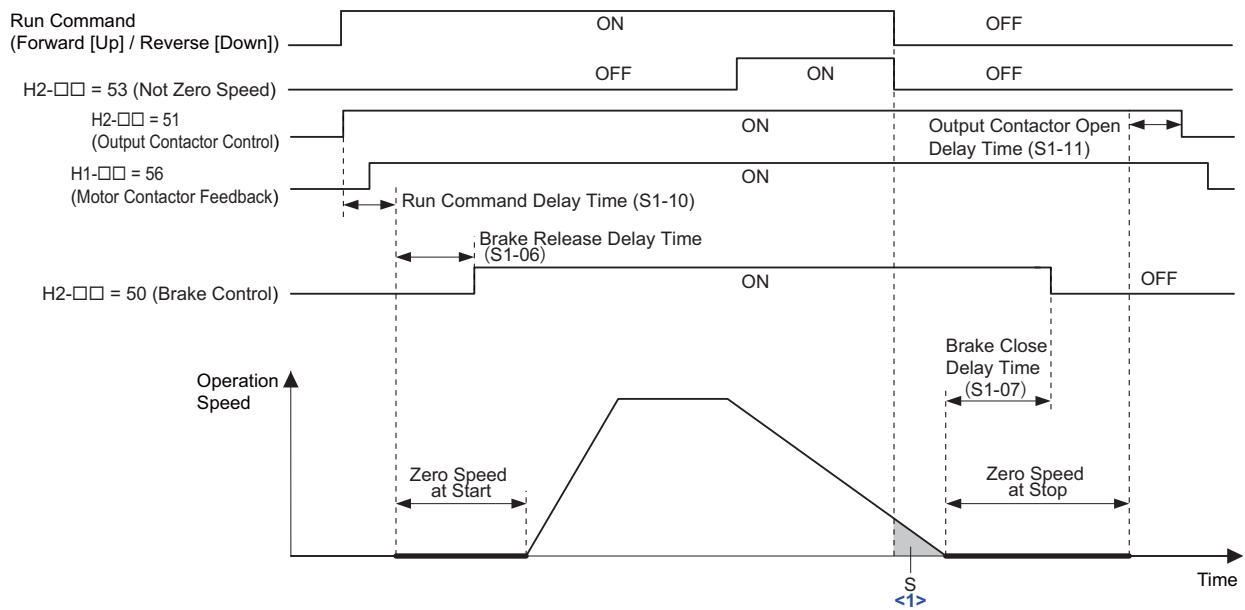 Run Command
(Forward [Up] / Reverse [Down])
ON
OFF
H2-□□ = 53 (Not Zero Speed)
OFF
ON
OFF
H2-□□ = 51
(Output Contactor Control)
ON
Output Contactor Open
Delay Time (S1-11)
H1-□□ = 56
(Motor Contactor Feedback)
ON
Run Command Delay Time (S1-10)
Brake Release Delay Time
(S1-06)
H2-□□ = 50 (Brake Control)
ON
OFF
Brake Close
Delay Time
(S1-07)
Operation
Speed
Zero Speed
at Start
Zero Speed
at Stop
Time
S
<1>